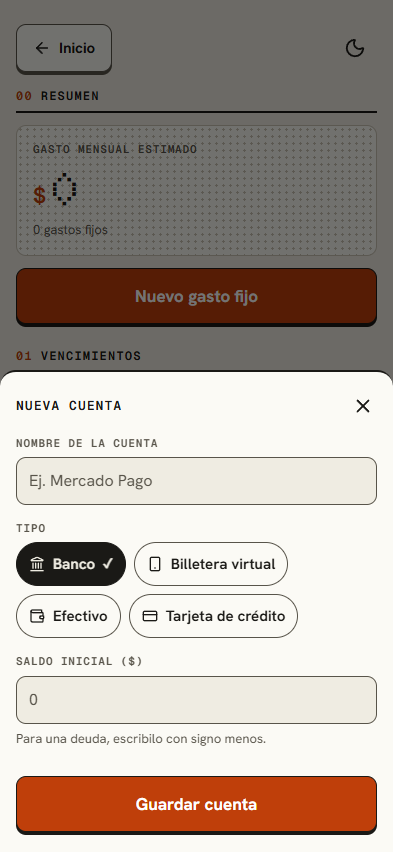 Inicio
00 RESUMEN
GASTO MENSUAL ESTIMADO
$ 0
0 gastos fijos
Nuevo gasto fijo
01 VENCIMIENTOS
NUEVA CUENTA
NOMBRE DE LA CUENTA
Ej. Mercado Pago
TIPO
Banco ✓ Billetera virtual
Efectivo Tarjeta de crédito
SALDO INICIAL ($)
0
Para una deuda, escribilo con signo menos.
Guardar cuenta